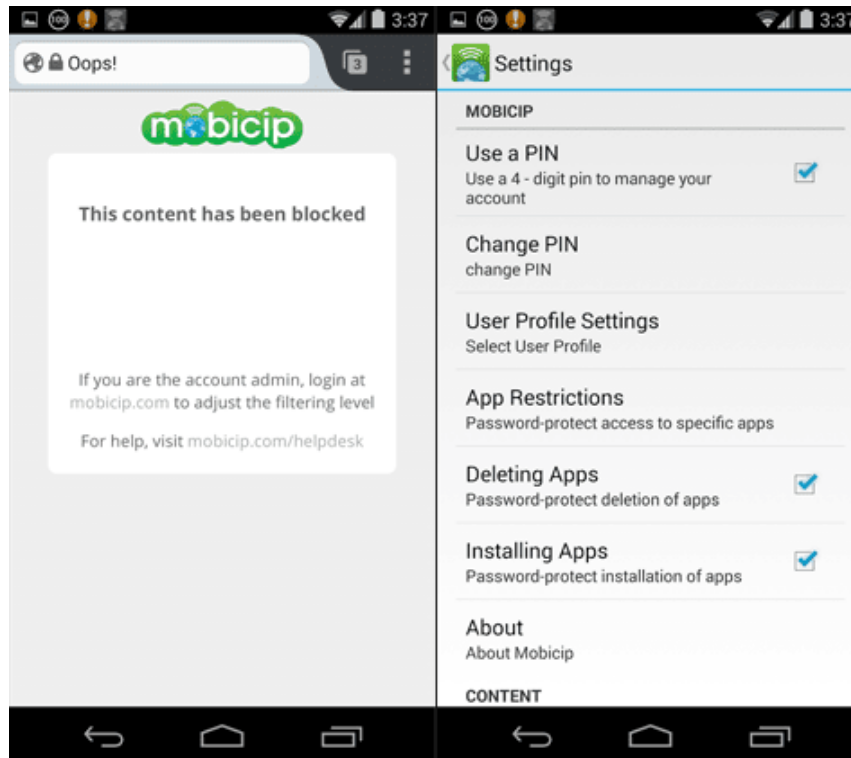 100 3:37
Oops! 3
mobicip
This content has been blocked
If you are the account admin, login at
mobicip.com to adjust the filtering level
For help, visit mobicip.com/helpdesk
100 3:37
Settings
MOBICIP
Use a PIN
Use a 4 - digit pin to manage your
account
Change PIN
change PIN
User Profile Settings
Select User Profile
App Restrictions
Password-protect access to specific apps
Deleting Apps
Password-protect deletion of apps
Installing Apps
Password-protect installation of apps
About
About Mobicip
CONTENT